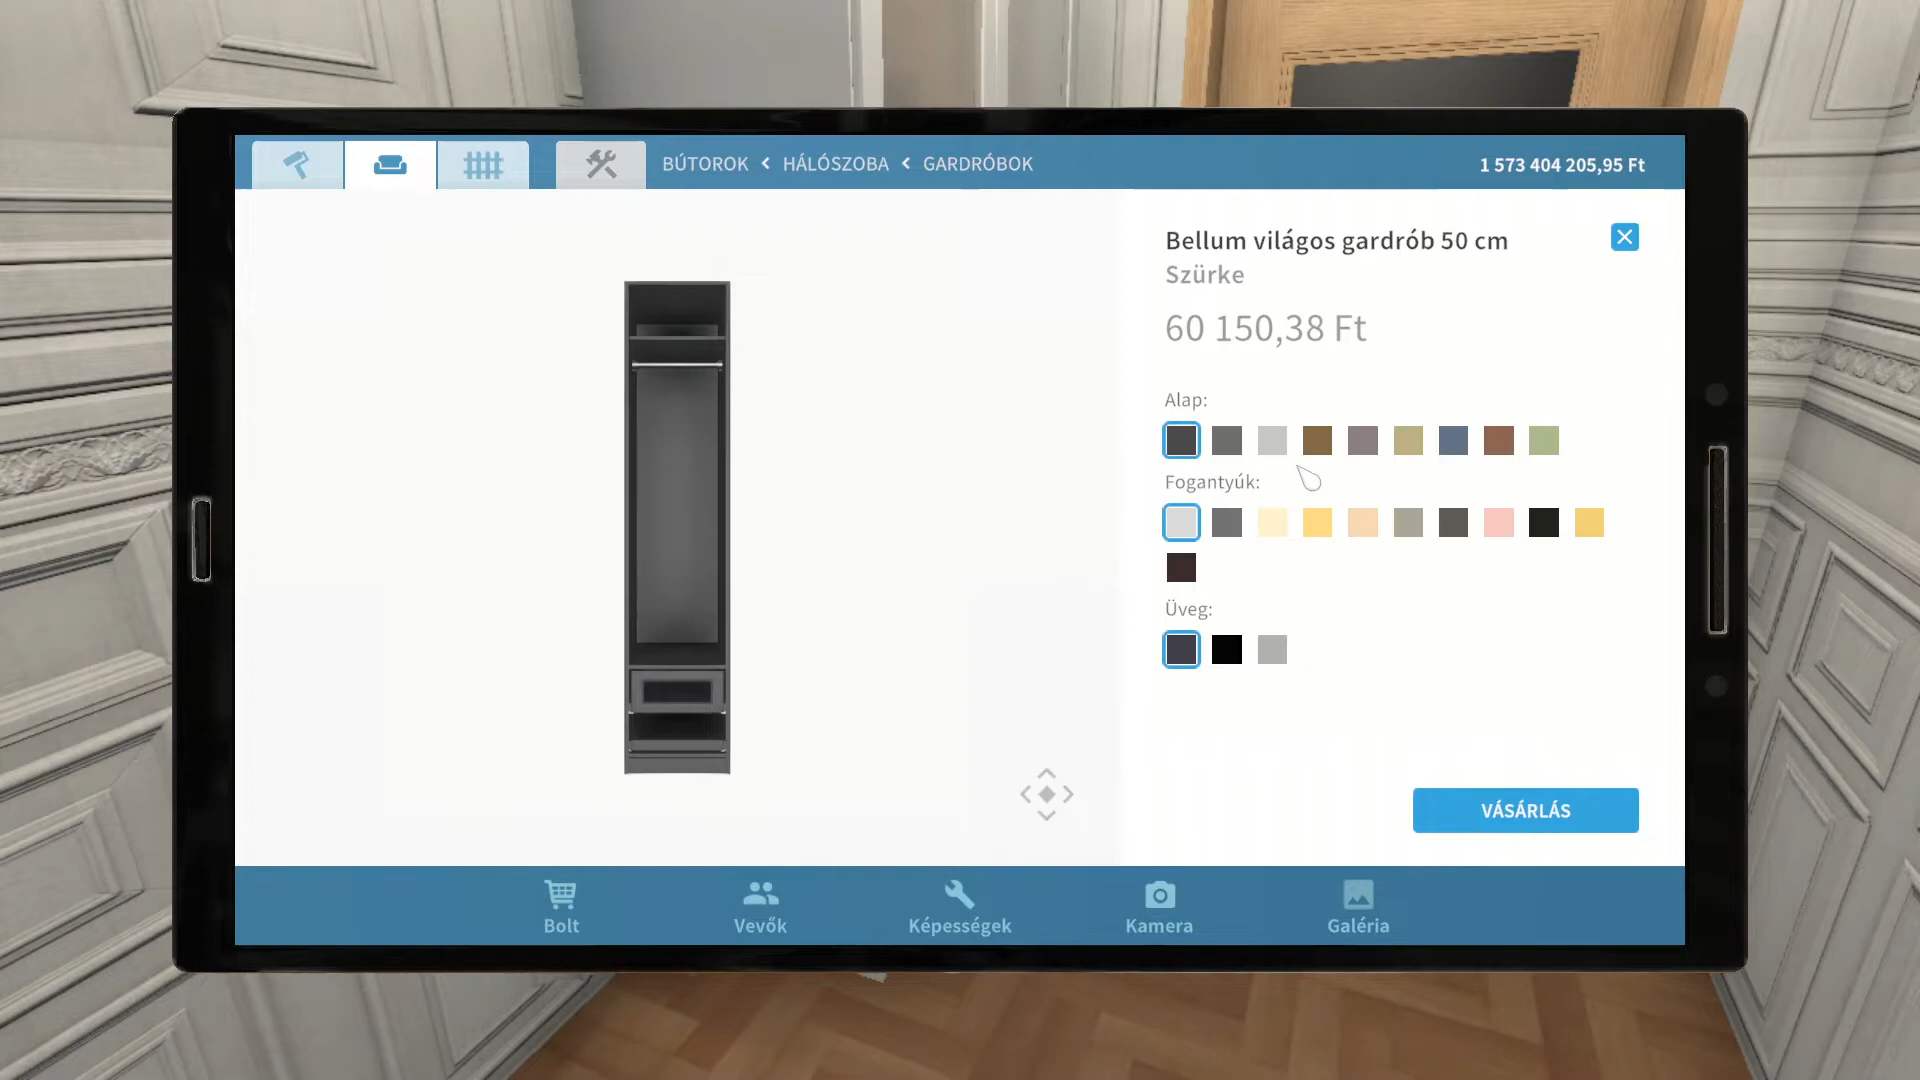 BÚTOROK < HÁLÓSZOBA < GARDRÓBOK
1 573 404 205,95 Ft
Bellum világos gardrób 50 cm
Szürke
60 150,38 Ft
Alap:
Fogantyúk:
Üveg:
VÁSÁRLÁS
Bolt
Vevők
Képességek
Kamera
Galéria